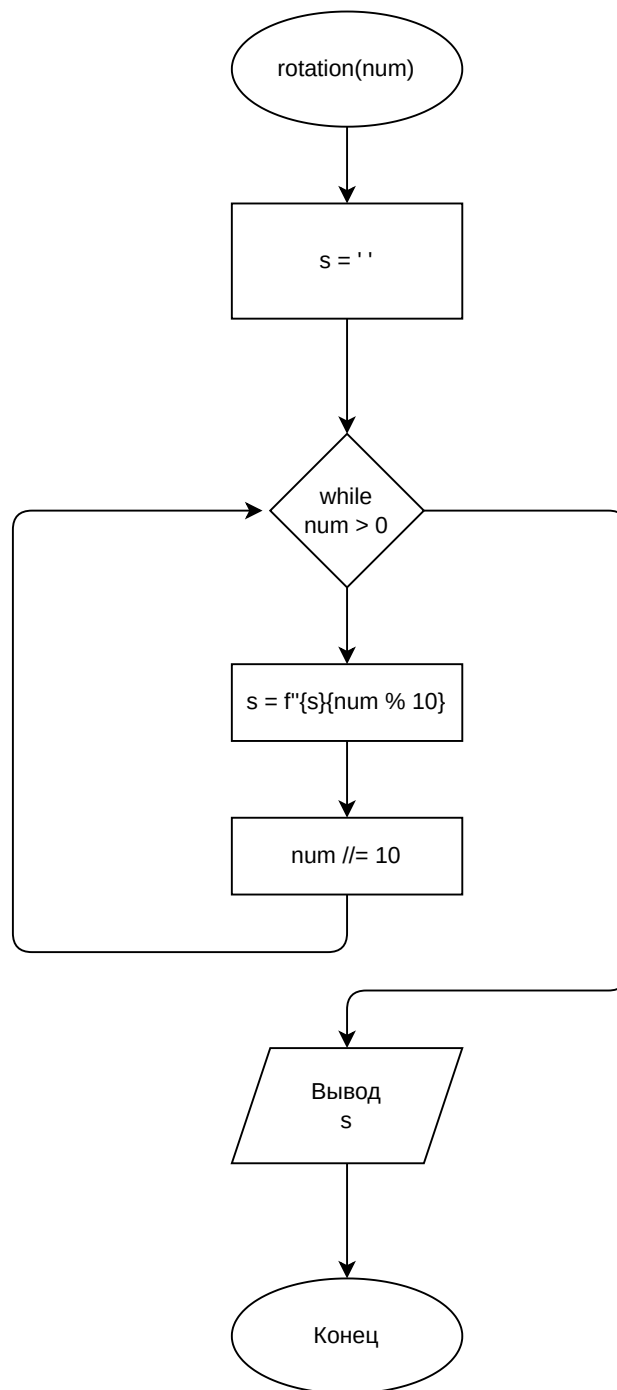 rotation(num)
s = ' '
while
num > 0
s = f"{s}{num % 10}
num //= 10
Вывод
s
Конец